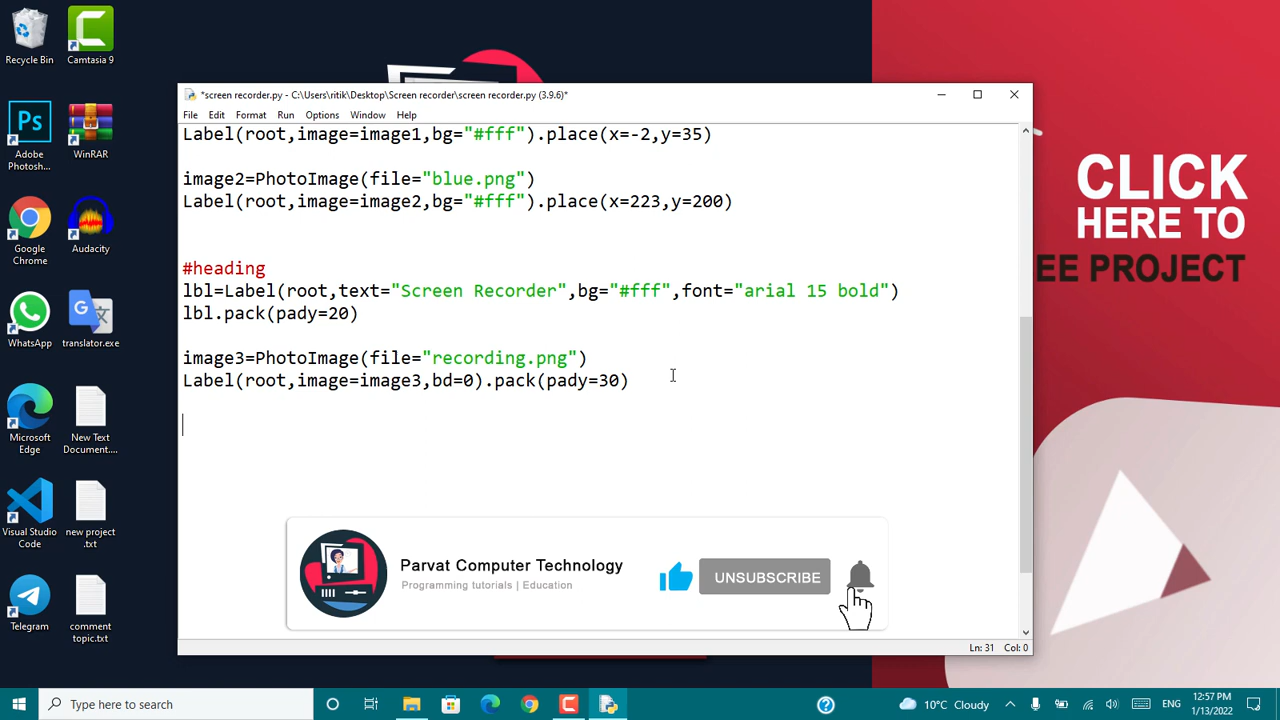 Recycle Bin
Camtasia 9
Ps
Adobe
Photosh...
WinRAR
Google
Chrome
Audacity
WhatsApp
translator.exe
Microsoft
Edge
New Text
Document....
Visual Studio
Code
new project
.txt
Telegram
comment
topic.txt
*screen recorder.py - C:\Users\ritik\Desktop\Screen recorder\screen recorder.py (3.9.6)*
File Edit Format Run Options Window Help
Label(root,image=image1,bg="#fff").place(x=-2,y=35)
image2=PhotoImage(file="blue.png")
Label(root,image=image2,bg="#fff").place(x=223,y=200)
#heading
lbl=Label(root,text="Screen Recorder",bg="#fff",font="arial 15 bold")
lbl.pack(pady=20)
image3=PhotoImage(file="recording.png")
Label(root,image=image3,bd=0).pack(pady=30)
Parvat Computer Technology
Programming tutorials | Education
UNSUBSCRIBE
Ln: 31 Col: 0
CLICK
HERE TO
EE PROJECT
Type here to search
10°C Cloudy
ENG
12:57 PM
1/13/2022